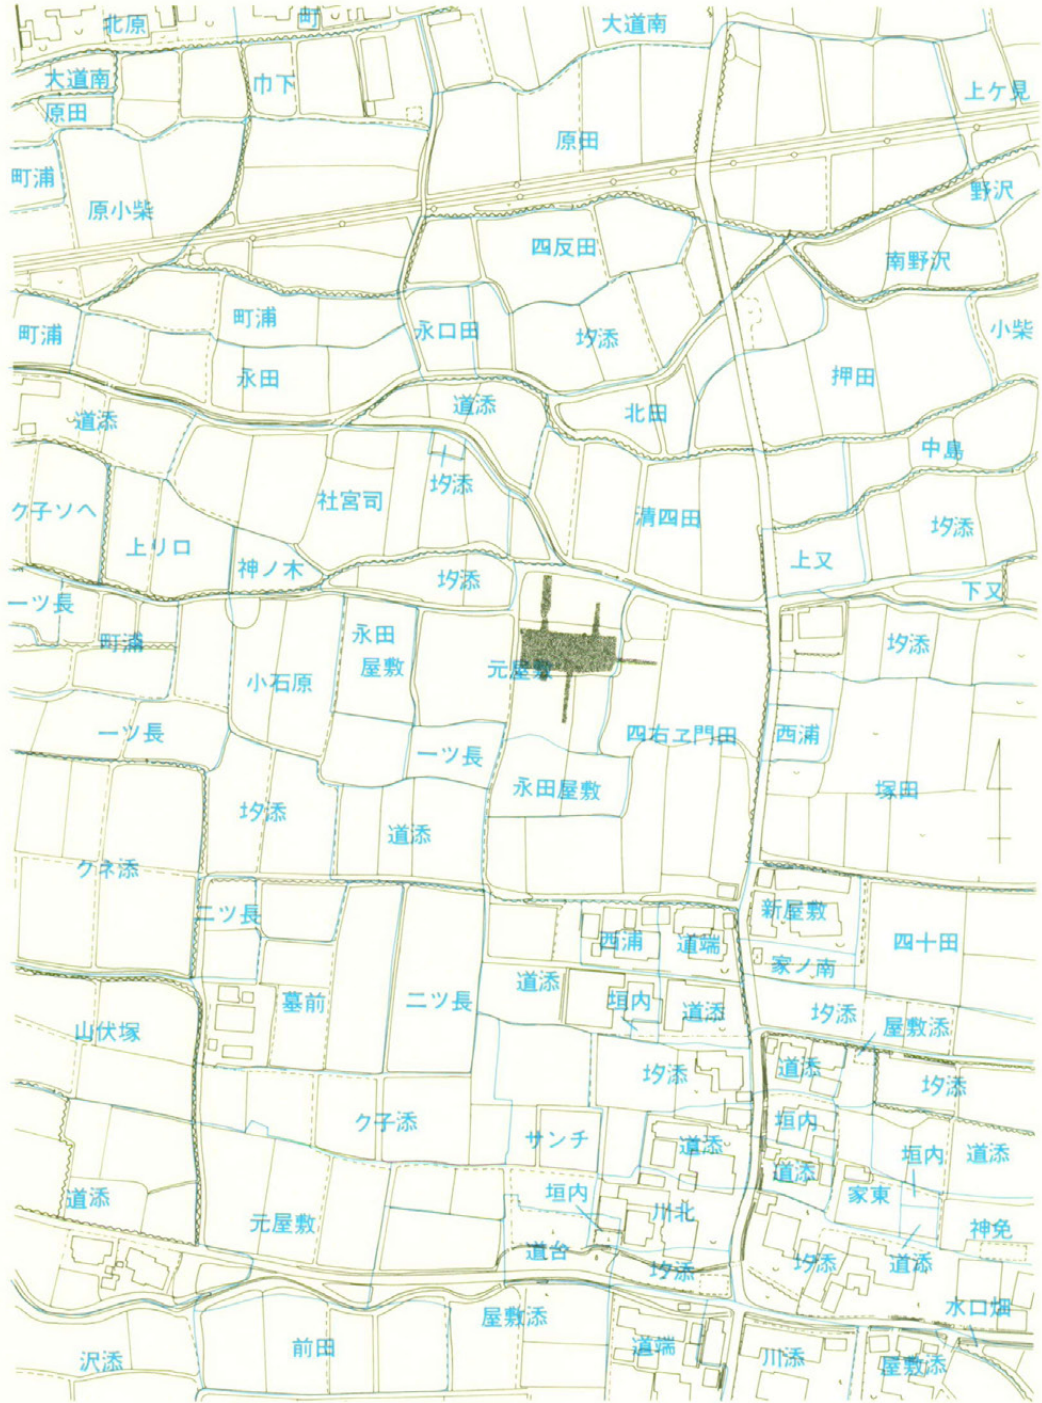 北原
町
大道南
大道南
巾下
上ケ見
原田
原田
町浦
野沢
原小柴
四反田
南野沢
町浦
町浦
永口田
圦添
小柴
永田
押田
道添
北田
道添
中島
社宮司
圦添
ク子ソヘ
清四田
圦添
上リ口
神ノ木
圦添
上又
下又
一ツ長
永田
屋敷
町浦
圦添
元屋敷
小石原
一ツ長
一ツ長
四右ヱ門田
西浦
永田屋敷
塚田
圦添
道添
クネ添
二ツ長
新屋敷
西浦
道端
四十田
家ノ南
道添
墓前
二ツ長
垣内
道添
圦添
屋敷添
山伏塚
圦添
道添
圦添
ク子添
サンチ
垣内
道添
垣内
道添
道添
垣内
家東
道添
元屋敷
川北
神免
道台
圦添
圦添
道添
水口畑
屋敷添
前田
道端
川添
沢添
屋敷添